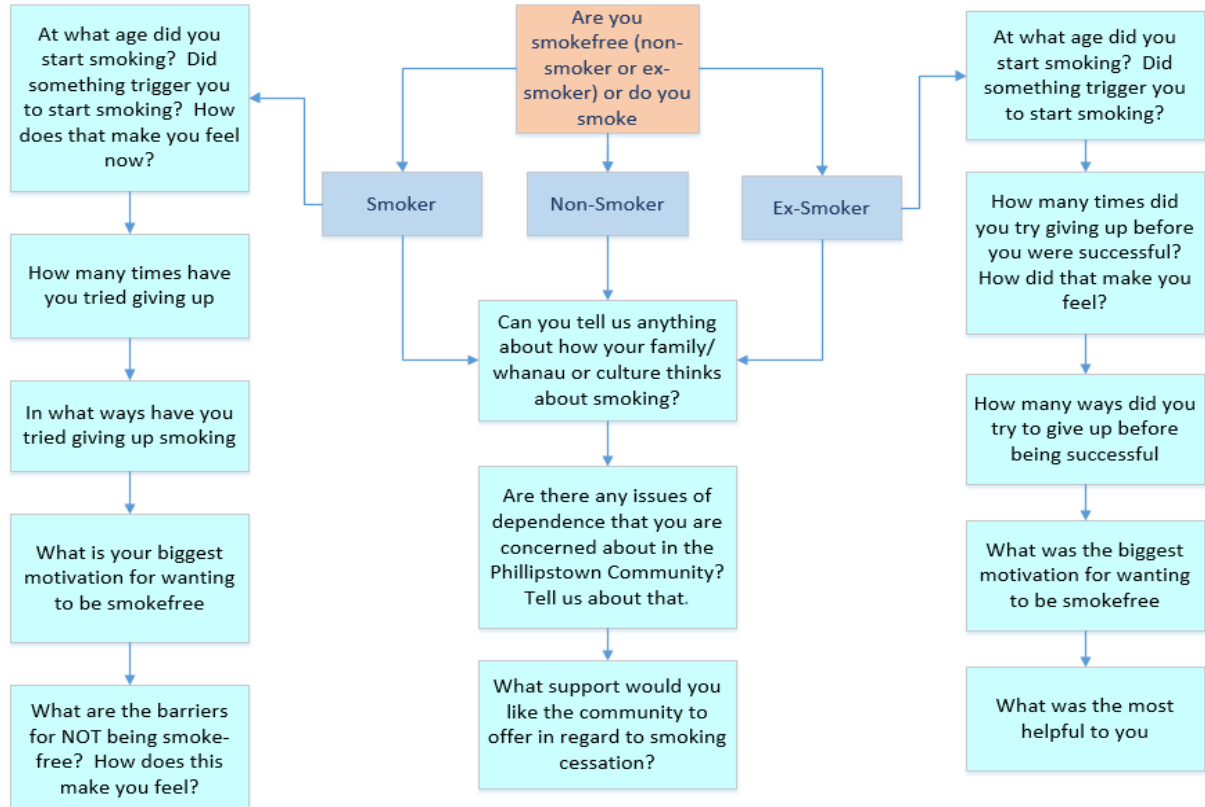 Are you
smokefree (non-
smoker or ex-
smoker) or do you
smoke
Smoker
Non-Smoker
Ex-Smoker
At what age did you
start smoking?  Did
something trigger you
to start smoking?  How
does that make you feel
now?
How many times have
you tried giving up
In what ways have you
tried giving up smoking
What is your biggest
motivation for wanting
to be smokefree
What are the barriers
for NOT being smoke-
free?  How does this
make you feel?
Can you tell us anything
about how your family/
whanau or culture thinks
about smoking?
Are there any issues of
dependence that you are
concerned about in the
Phillipstown Community?
Tell us about that.
What support would you
like the community to
offer in regard to smoking
cessation?
At what age did you
start smoking?  Did
something trigger you
to start smoking?
How many times did
you try giving up before
you were successful?
How did that make you
feel?
How many ways did you
try to give up before
being successful
What was the biggest
motivation for wanting
to be smokefree
What was the most
helpful to you